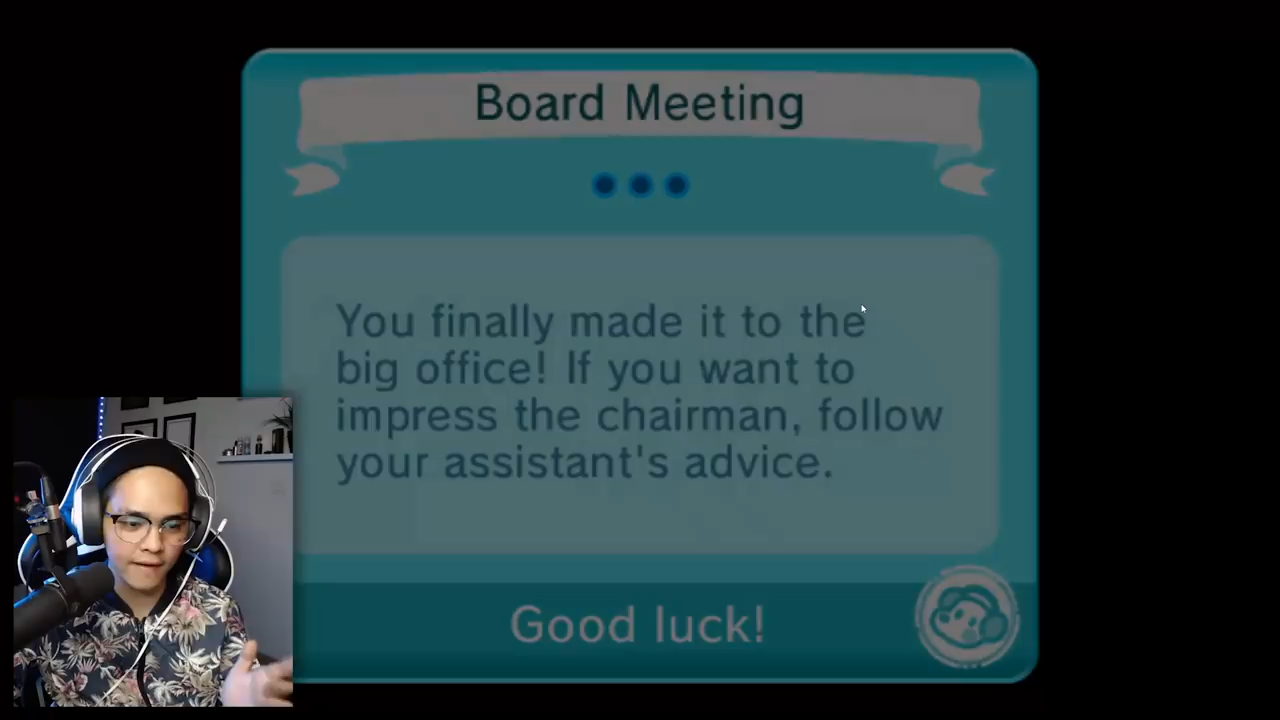 Board Meeting
You finally made it to the
big office! If you want to
impress the chairman, follow
your assistant's advice.
Good luck!